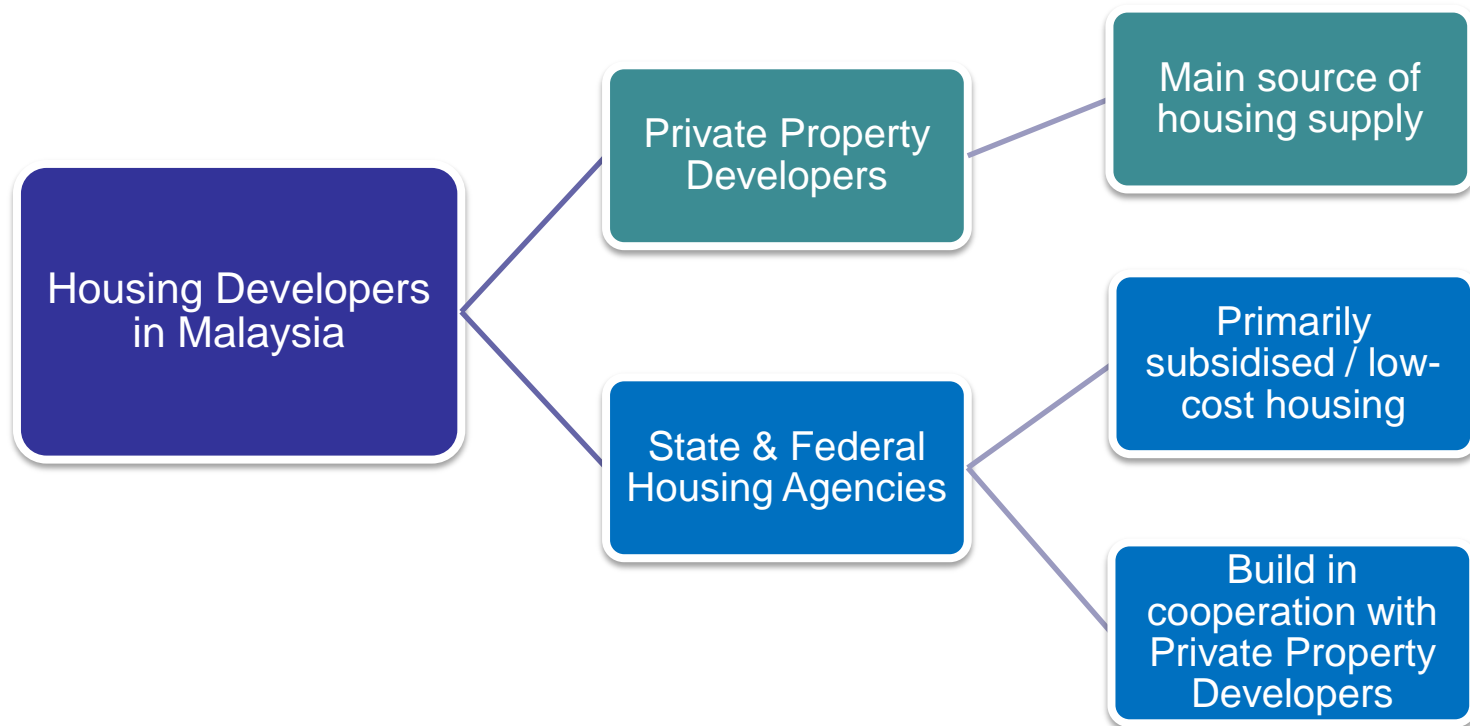 Housing Developers
in Malaysia
Private Property
Developers
Main source of
housing supply
State & Federal
Housing Agencies
Primarily
subsidised / low-
cost housing
Build in
cooperation with
Private Property
Developers